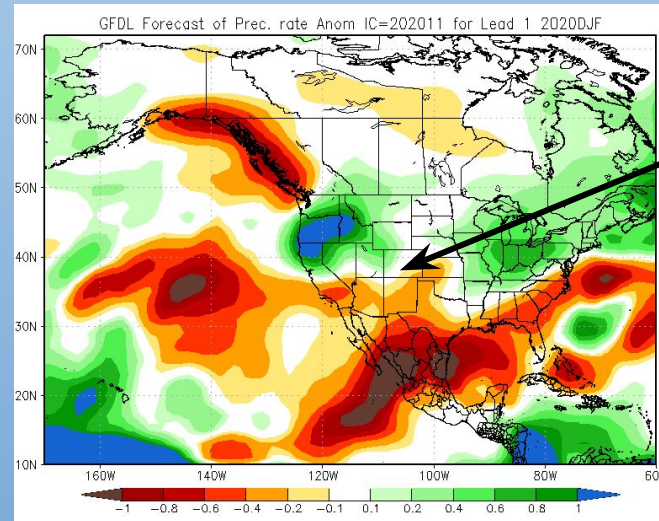 GFDL Forecast of Prec. rate Anom IC=202011 for Lead 1 2020DJF
70N
60N
50N
40N
30N
20N
10N
160W 140W 120W 100W 80W 60
-1 -0.8 -0.6 -0.4 -0.2 -0.1 0.1 0.2 0.4 0.6 0.8 1